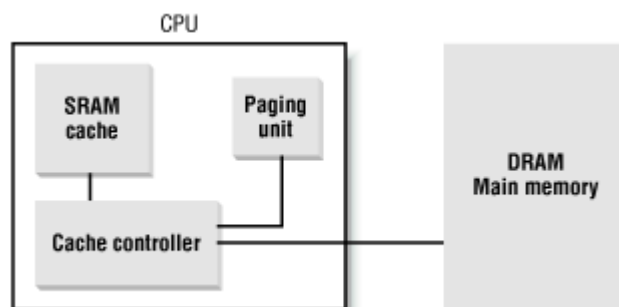 CPU
SRAM
cache
Paging
unit
DRAM
Main memory
Cache controller